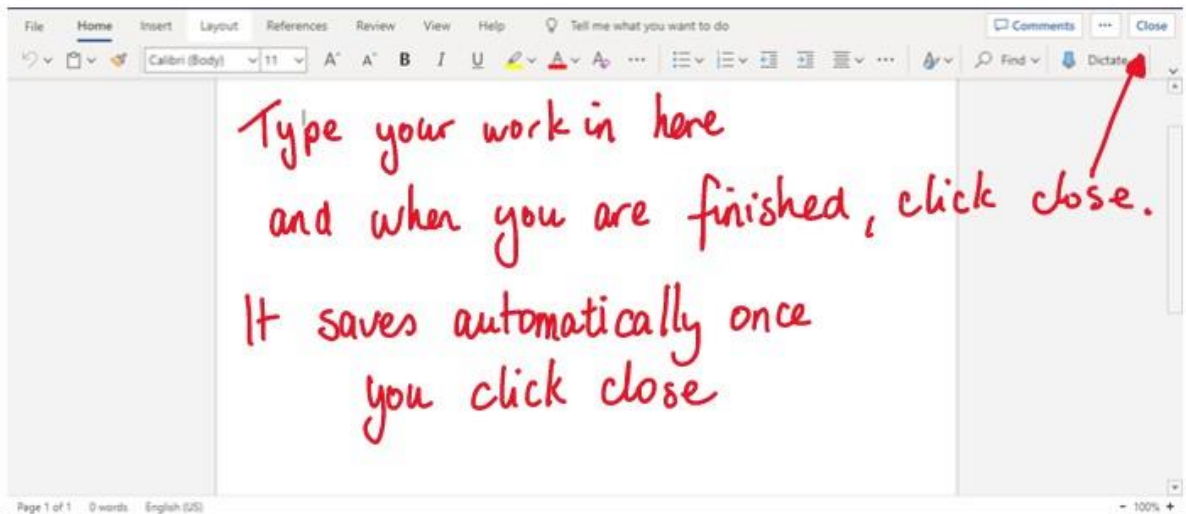 File Home Insert Layout References Review View Help Tell me what you want to do Comments ... Close
Calibri (Body) 11 A^ A˅ B I U A A ... Find Dictate
Type your work in here
and when you are finished, click close.
It saves automatically once
you click close
Page 1 of 1 0 words English (US) - 100% +